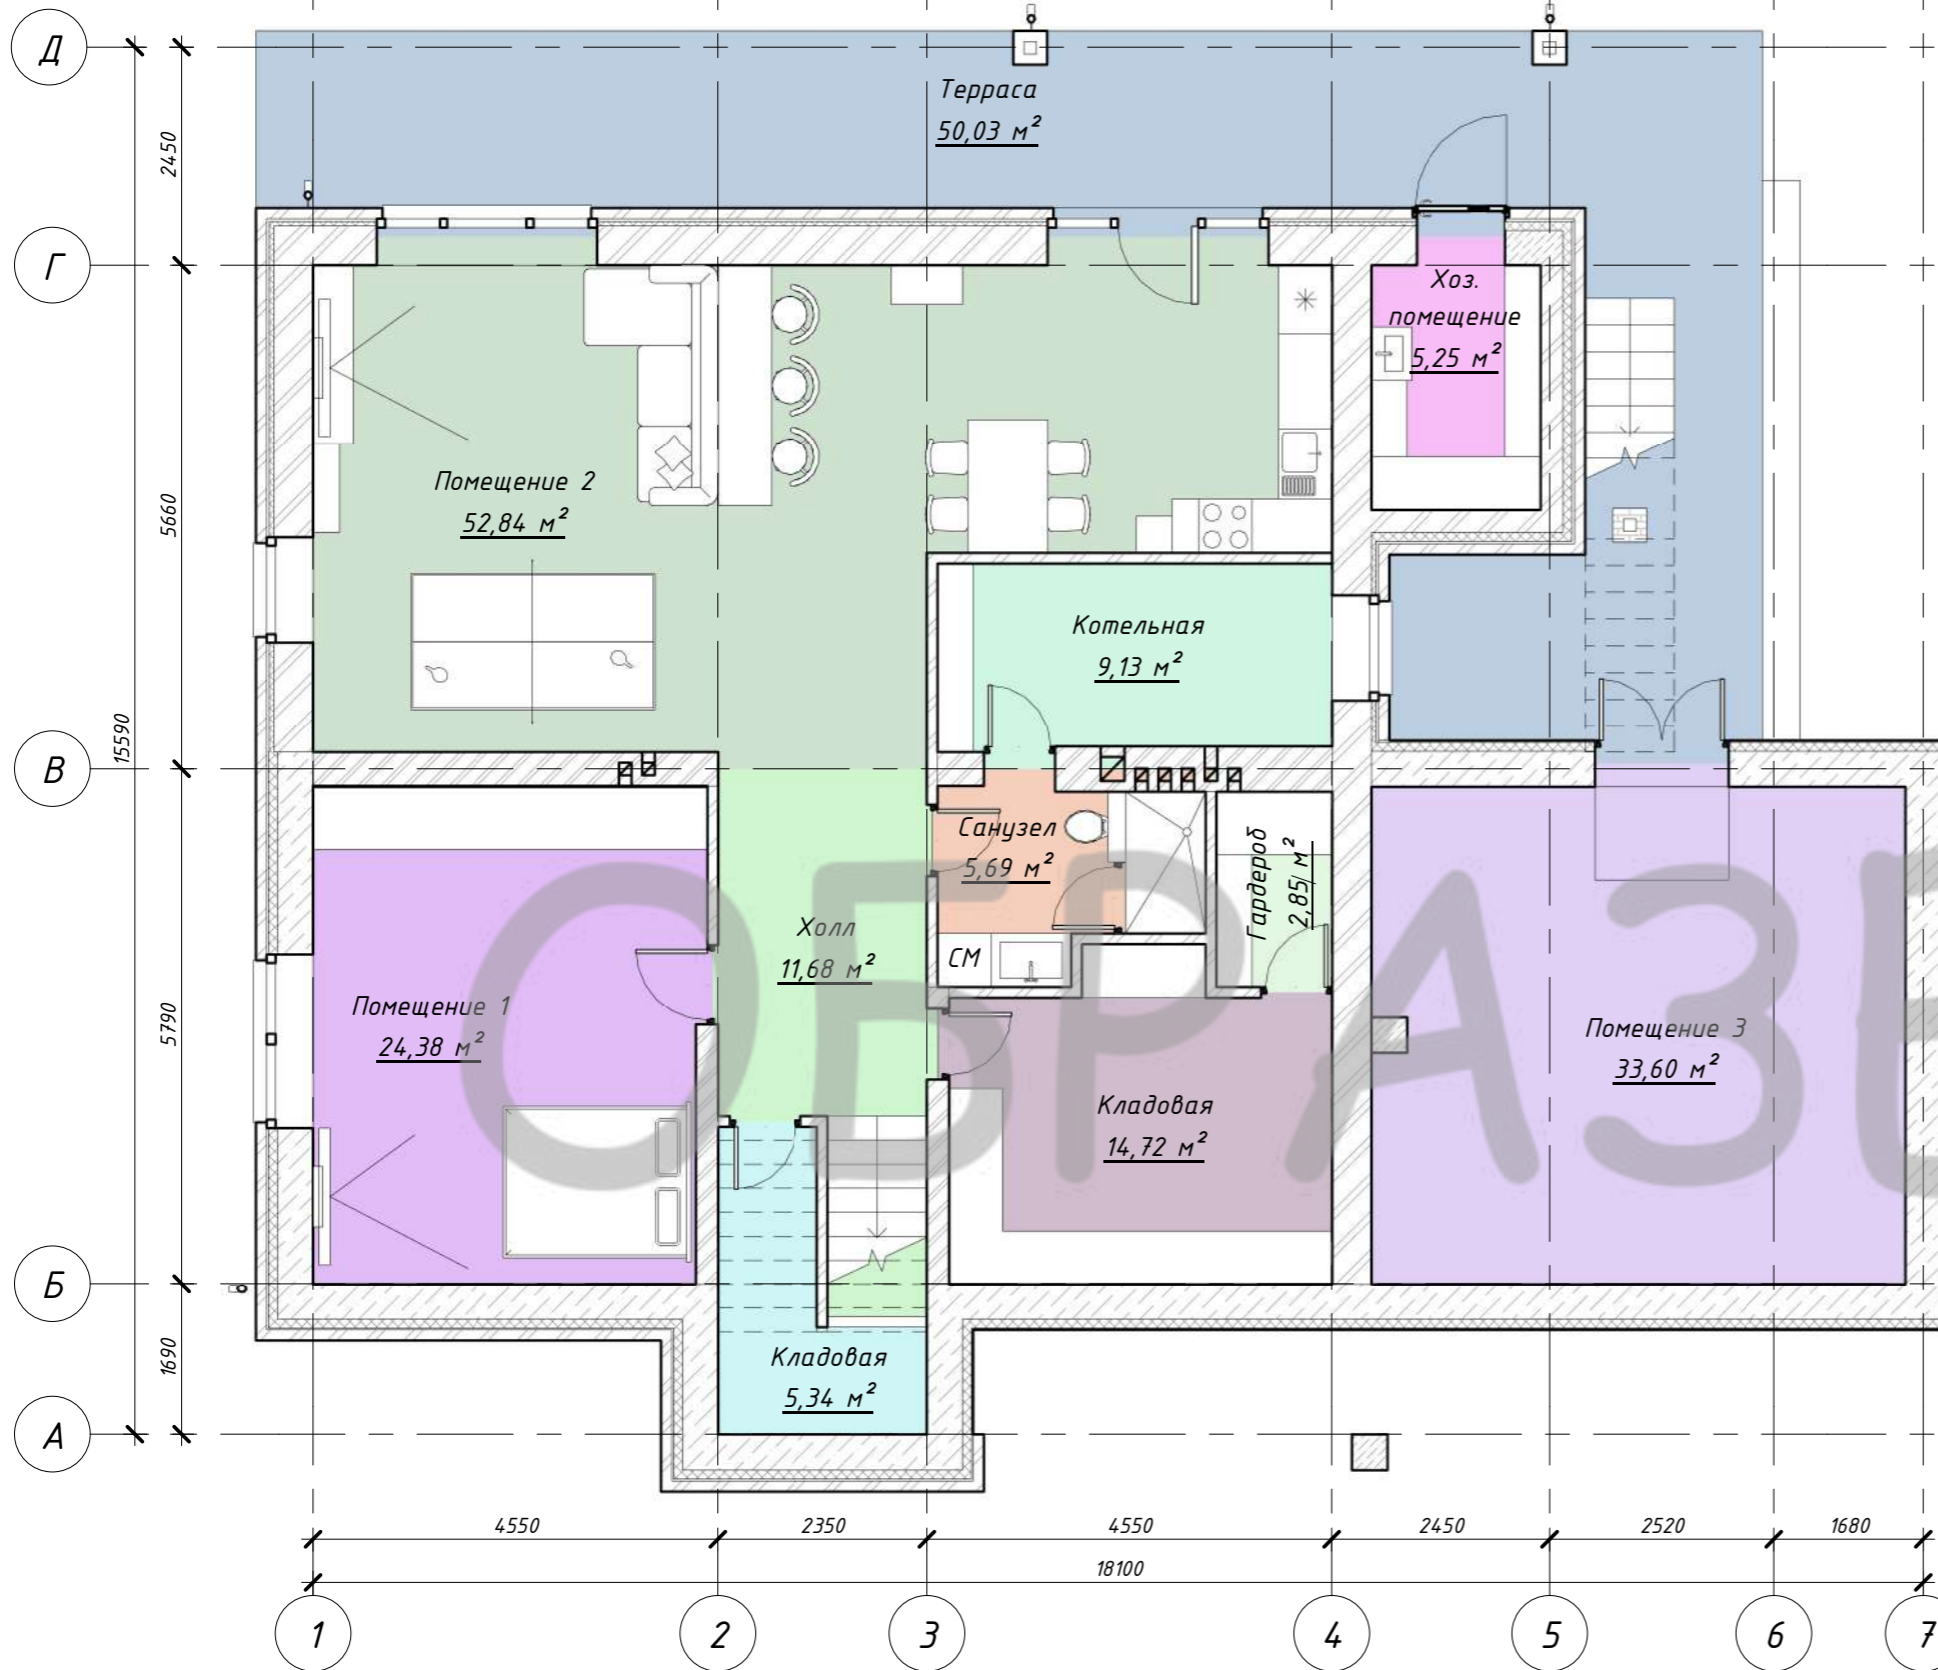 Д
Терраса
50,03 м²
2450
Г
Хоз.
помещение
5,25 м²
Помещение 2
52,84 м²
5660
Котельная
9,13 м²
15590
В
Санузел
5,69 м²
Гардероб
2,85 м²
Холл
11,68 м²
СМ
Помещение 1
24,38 м²
5790
Помещение 3
33,60 м²
Кладовая
14,72 м²
ОБРАЗЕ
Б
1690
Кладовая
5,34 м²
А
4550 2350 4550 2450 2520 1680
18100
1 2 3 4 5 6 7